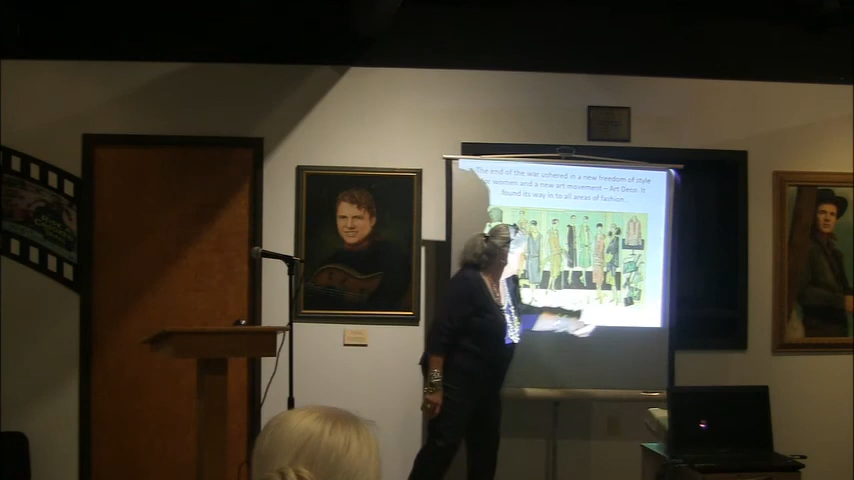 The end of the war ushered in a new freedom of style
women and a new art movement – Art Deco. It
found its way in to all areas of fashion.